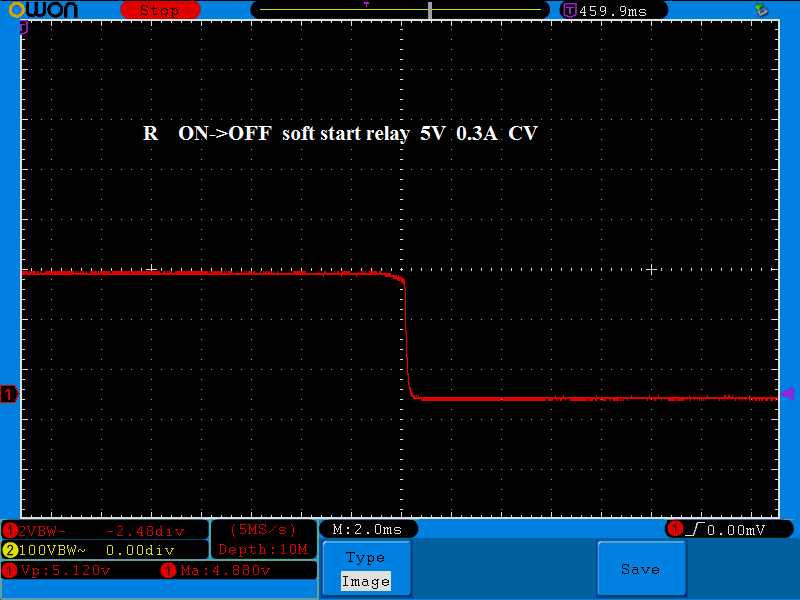 owon Stop T 459.9ms
R ON->OFF soft start relay 5V 0.3A CV
1
1 2VBW- -2.48div (5MS/s) M:2.0ms 1 0.00mV
2 100VBW~ 0.00div Depth:10M
1 Vp:5.120v 1 Ma:4.880v
Type
Image
Save